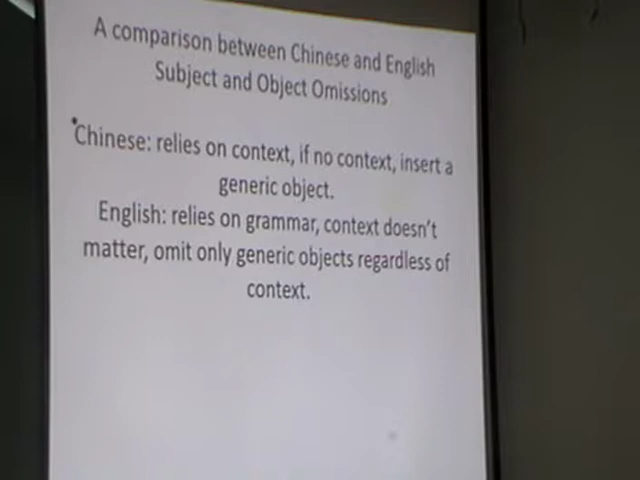 A comparison between Chinese and English
Subject and Object Omissions
•Chinese: relies on context, if no context, insert a
generic object.
English: relies on grammar, context doesn't
matter, omit only generic objects regardless of
context.